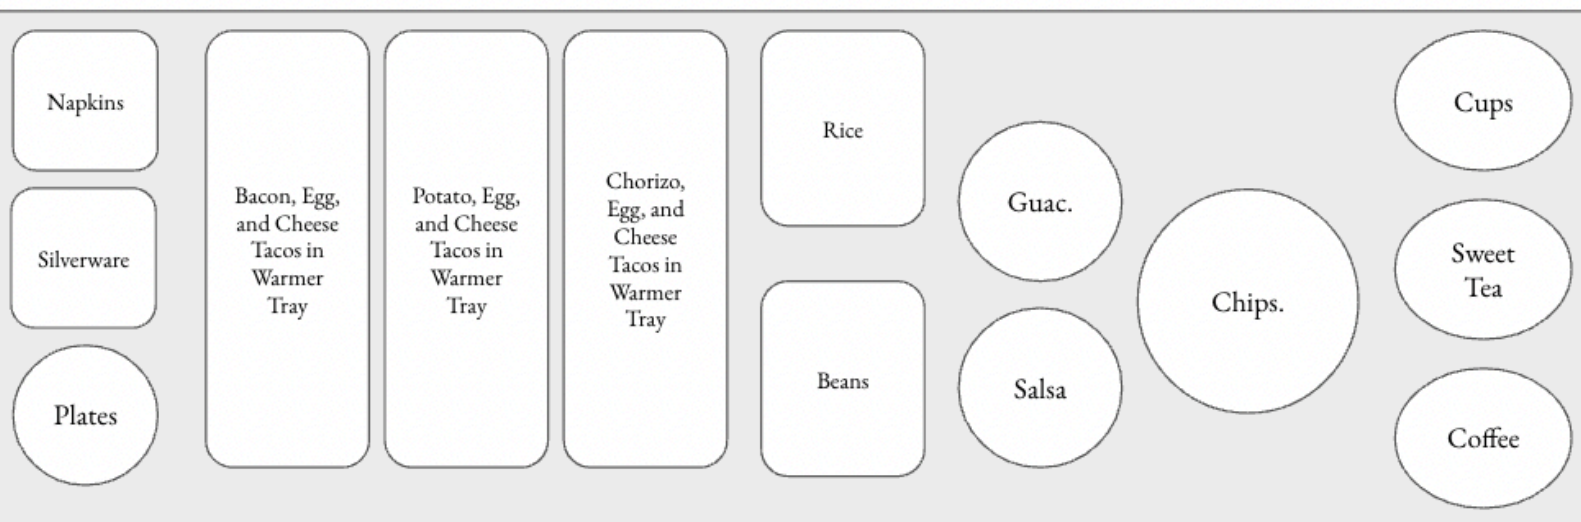 Napkins
Silverware
Plates
Bacon, Egg,
and Cheese
Tacos in
Warmer
Tray
Potato, Egg,
and Cheese
Tacos in
Warmer
Tray
Chorizo,
Egg, and
Cheese
Tacos in
Warmer
Tray
Rice
Beans
Guac.
Salsa
Chips.
Cups
Sweet
Tea
Coffee